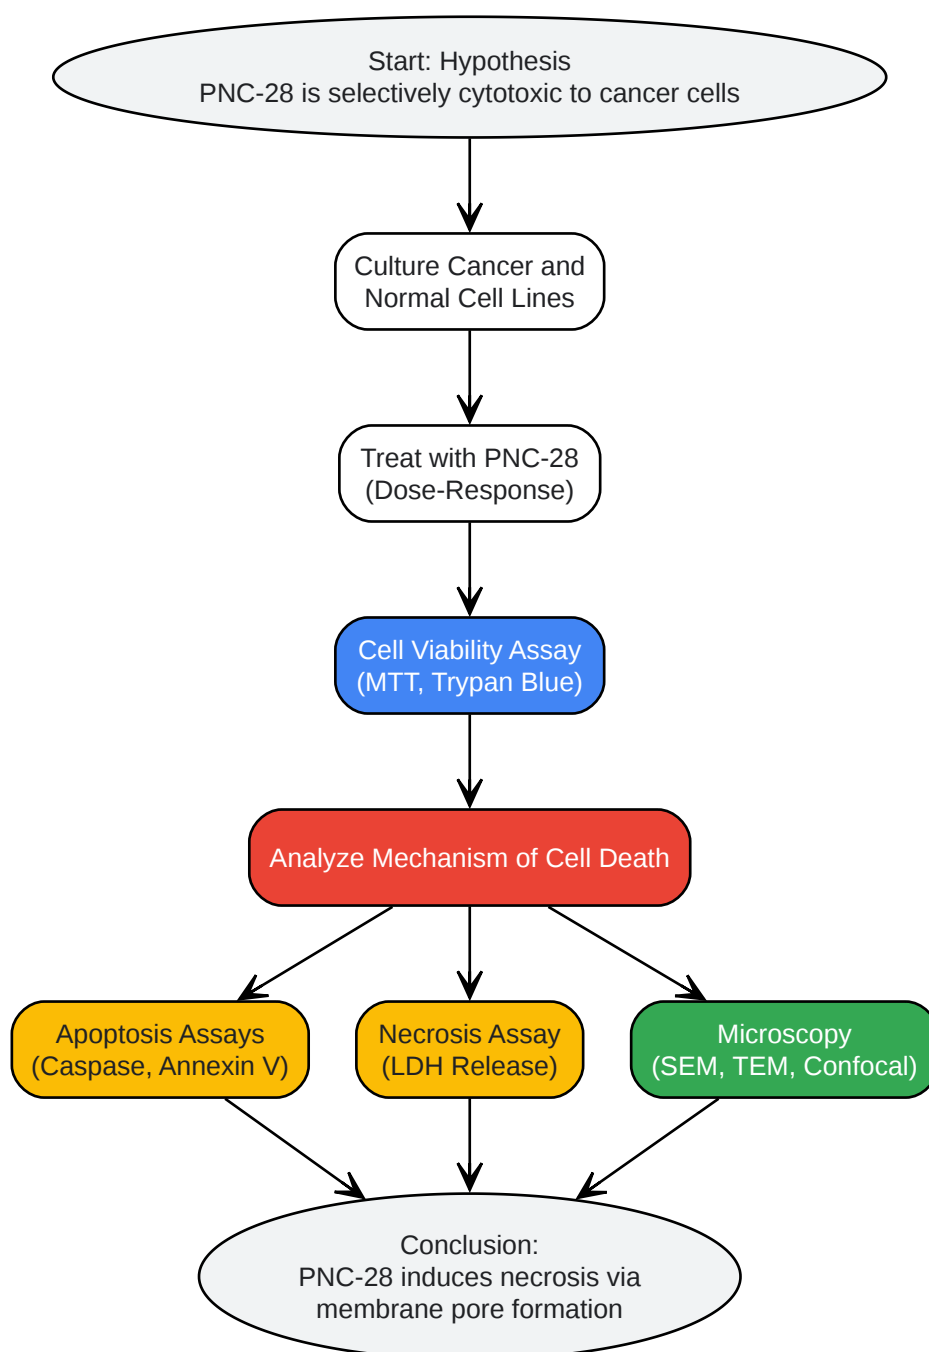 Start: Hypothesis
PNC-28 is selectively cytotoxic to cancer cells
Culture Cancer and
Normal Cell Lines
Treat with PNC-28
(Dose-Response)
Cell Viability Assay
(MTT, Trypan Blue)
Analyze Mechanism of Cell Death
Apoptosis Assays
(Caspase, Annexin V)
Necrosis Assay
(LDH Release)
Microscopy
(SEM, TEM, Confocal)
Conclusion:
PNC-28 induces necrosis via
membrane pore formation